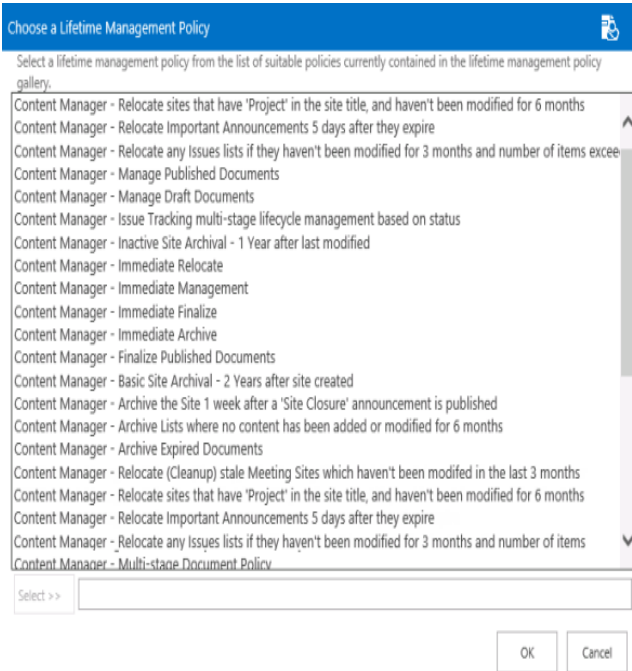 Choose a Lifetime Management Policy
Select a lifetime management policy from the list of suitable policies currently contained in the lifetime management policy
gallery.
Content Manager - Relocate sites that have 'Project' in the site title, and haven't been modified for 6 months
Content Manager - Relocate Important Announcements 5 days after they expire
Content Manager - Relocate any Issues lists if they haven't been modified for 3 months and number of items excee
Content Manager - Manage Published Documents
Content Manager - Manage Draft Documents
Content Manager - Issue Tracking multi-stage lifecycle management based on status
Content Manager - Inactive Site Archival - 1 Year after last modified
Content Manager - Immediate Relocate
Content Manager - Immediate Management
Content Manager - Immediate Finalize
Content Manager - Immediate Archive
Content Manager - Finalize Published Documents
Content Manager - Basic Site Archival - 2 Years after site created
Content Manager - Archive the Site 1 week after a 'Site Closure' announcement is published
Content Manager - Archive Lists where no content has been added or modified for 6 months
Content Manager - Archive Expired Documents
Content Manager - Relocate (Cleanup) stale Meeting Sites which haven't been modifed in the last 3 months
Content Manager - Relocate sites that have 'Project' in the site title, and haven't been modified for 6 months
Content Manager - Relocate Important Announcements 5 days after they expire
Content Manager - Relocate any Issues lists if they haven't been modified for 3 months and number of items
Content Manager - Multi-stage Document Policy
Select >>
OK Cancel